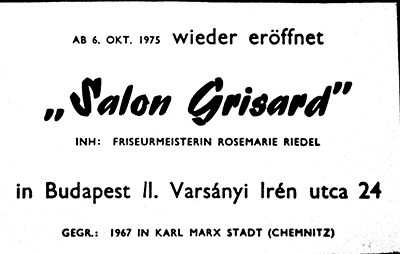 AB 6. OKT. 1975 wieder eröffnet
„Salon Grisard”
INH: FRISEURMEISTERIN ROSEMARIE RIEDEL
in Budapest II. Varsányi Irén utca 24
GEGR.: 1967 IN KARL MARX STADT (CHEMNITZ)